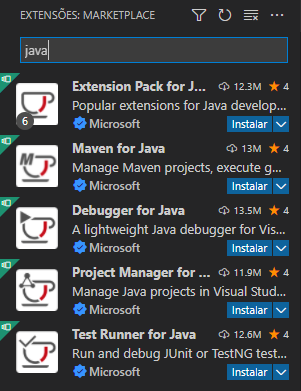 EXTENSÕES: MARKETPLACE
java
Extension Pack for J... 12.3M 4
Popular extensions for Java develop...
6
Microsoft Instalar
Maven for Java 13M 4
M
Manage Maven projects, execute g...
Microsoft Instalar
Debugger for Java 13.5M 4
A lightweight Java debugger for Vis...
Microsoft Instalar
Project Manager for ... 11.9M 4
Manage Java projects in Visual Stud...
Microsoft Instalar
Test Runner for Java 12.6M 4
Run and debug JUnit or TestNG test...
Microsoft Instalar